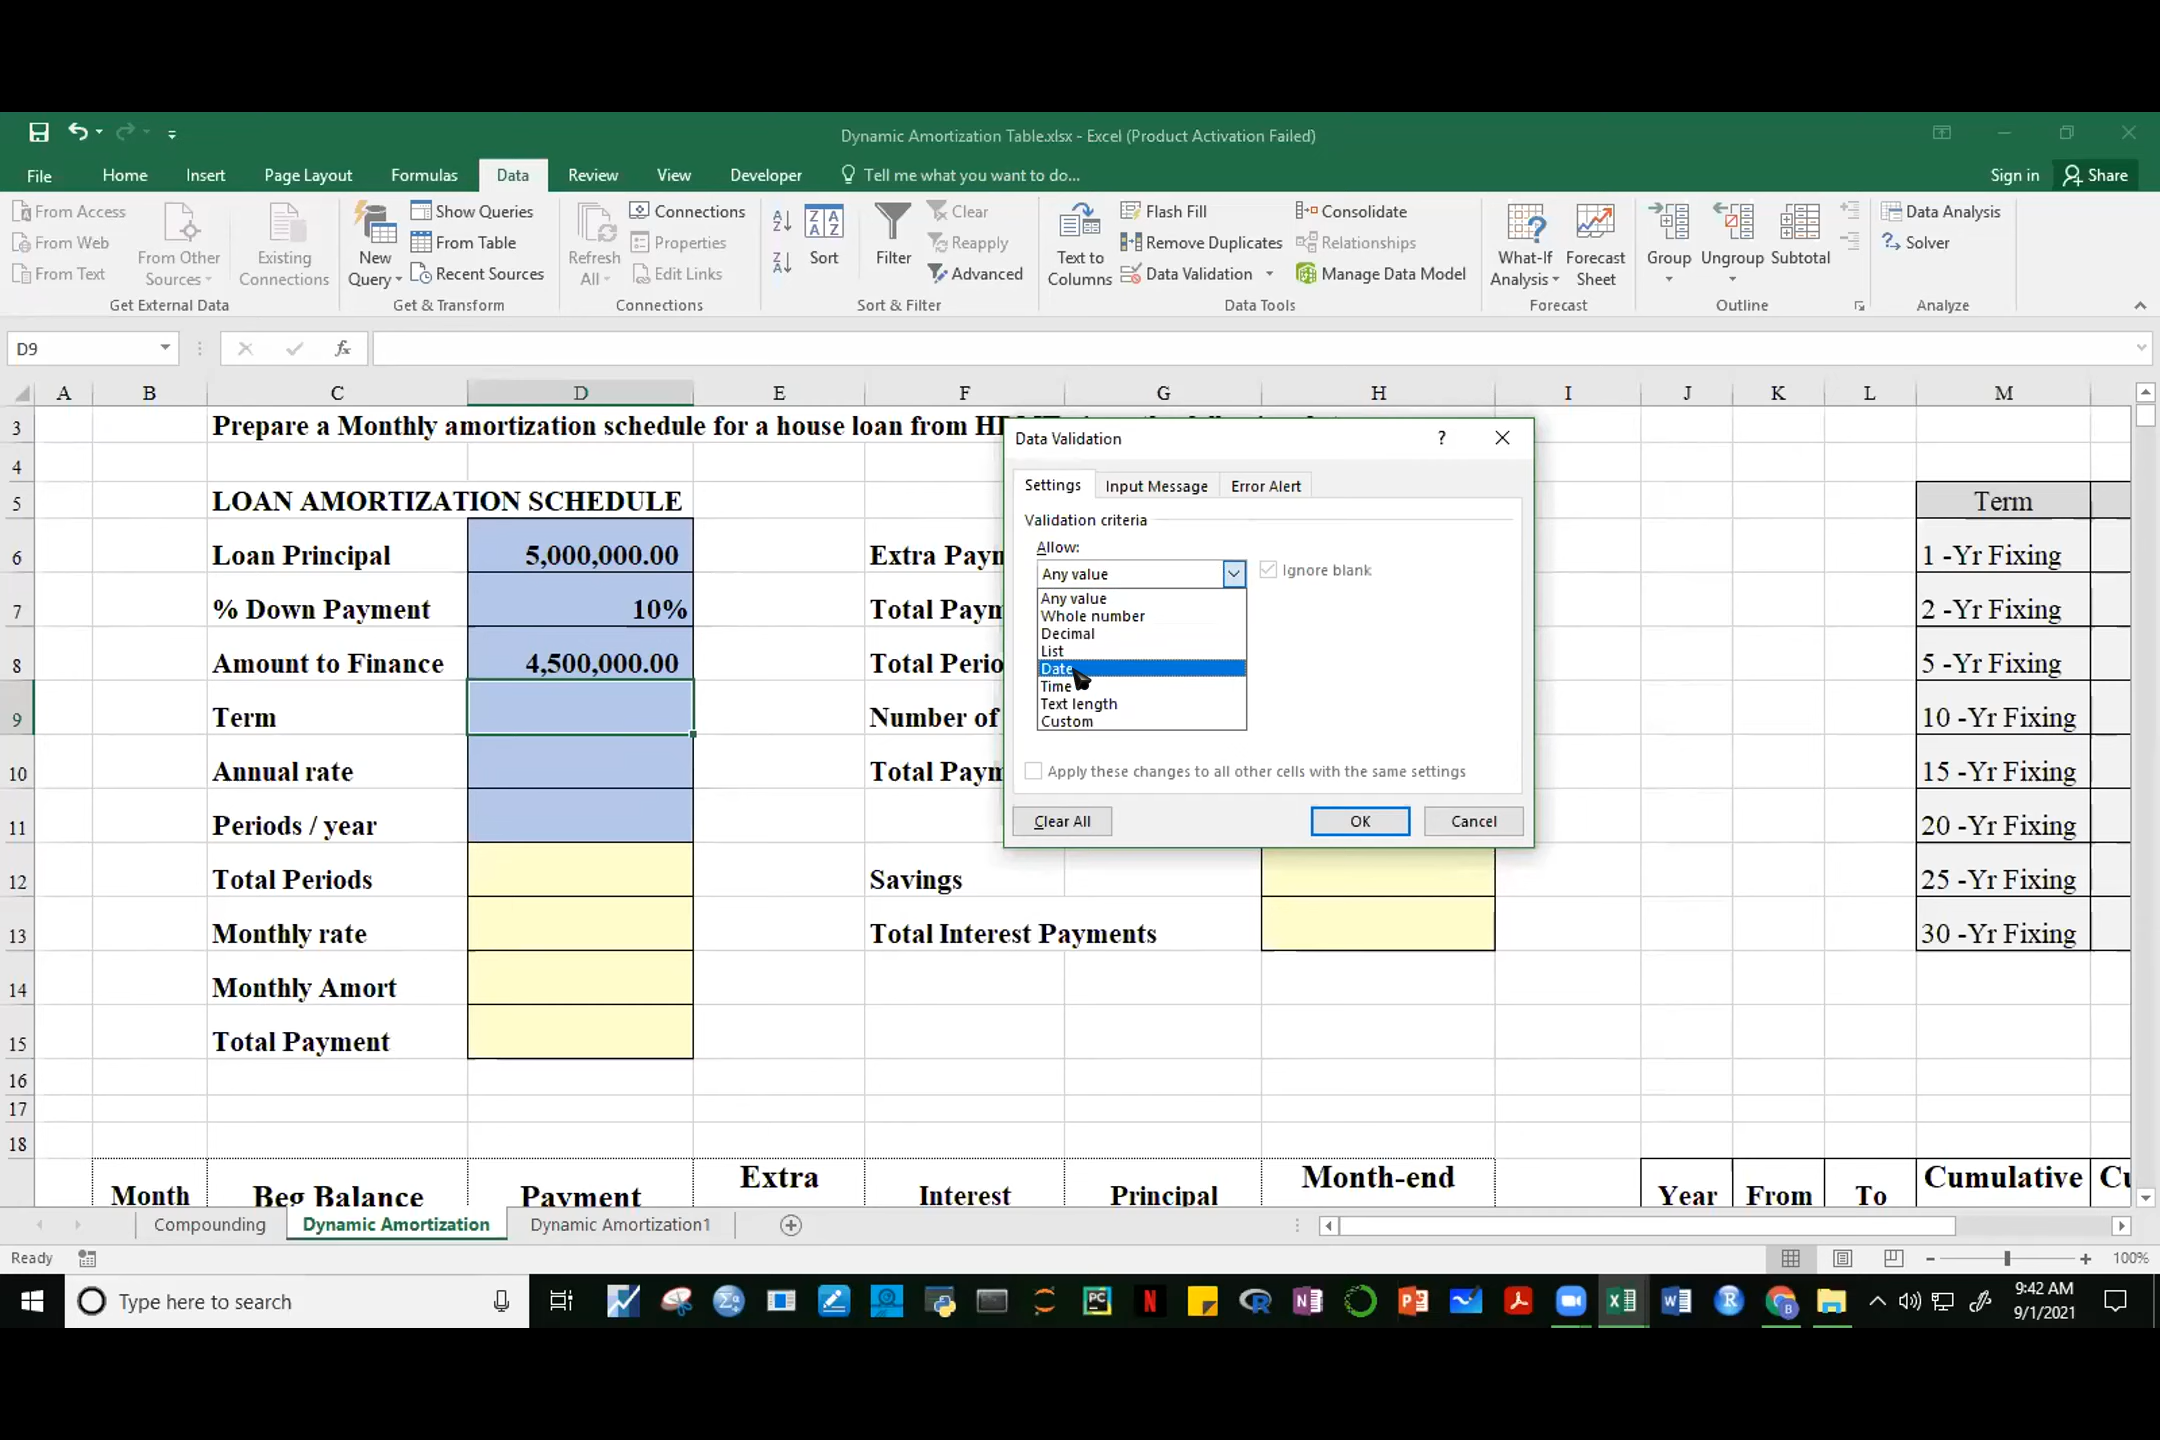 Dynamic Amortization Table.xlsx - Excel (Product Activation Failed)
File Home Insert Page Layout Formulas Data Review View Developer Tell me what you want to do... Sign in Share
From Access
From Web
From Text
From Other Sources
Existing Connections
Get External Data
New Query
Show Queries
From Table
Recent Sources
Get & Transform
Refresh All
Connections
Properties
Edit Links
Connections
Sort
Filter
Clear
Reapply
Advanced
Sort & Filter
Text to Columns
Flash Fill
Remove Duplicates
Data Validation
Consolidate
Relationships
Manage Data Model
Data Tools
What-If Analysis
Forecast Sheet
Forecast
Group
Ungroup
Subtotal
Outline
Data Analysis
Solver
Analyze
D9 fx
A B C D E F G H I J K L M
3 Prepare a Monthly amortization schedule for a house loan from
4
5 LOAN AMORTIZATION SCHEDULE Term
6 Loan Principal 5,000,000.00 Extra Payn 1 -Yr Fixing
7 % Down Payment 10% Total Payn 2 -Yr Fixing
8 Amount to Finance 4,500,000.00 Total Perio 5 -Yr Fixing
9 Term Number of 10 -Yr Fixing
10 Annual rate Total Payn 15 -Yr Fixing
11 Periods / year 20 -Yr Fixing
12 Total Periods Savings 25 -Yr Fixing
13 Monthly rate Total Interest Payments 30 -Yr Fixing
14 Monthly Amort
15 Total Payment
16
17
18
Month Beg Balance Payment Extra Interest Principal Month-end Year From To Cumulative Cu
Data Validation ?
Settings Input Message Error Alert
Validation criteria
Allow:
Any value
Ignore blank
Any value
Whole number
Decimal
List
Date
Time
Text length
Custom
Apply these changes to all other cells with the same settings
Clear All OK Cancel
Compounding Dynamic Amortization Dynamic Amortization1
Ready 100%
Type here to search
9:42 AM
9/1/2021